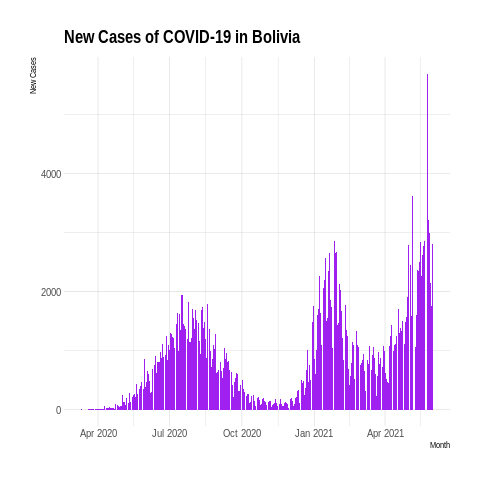 New Cases of COVID-19 in Bolivia
New Cases
4000
2000
0
Apr 2020 Jul 2020 Oct 2020 Jan 2021 Apr 2021
Month